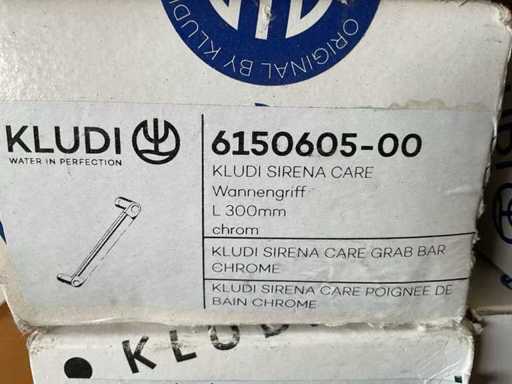 ORIGINAL BY KLUDI
KLUDI
WATER IN PERFECTION
6150605-00
KLUDI SIRENA CARE
Wannengriff
L 300mm
chrom
KLUDI SIRENA CARE GRAB BAR
CHROME
KLUDI SIRENA CARE POIGNEE DE
BAIN CHROME
KLUDI